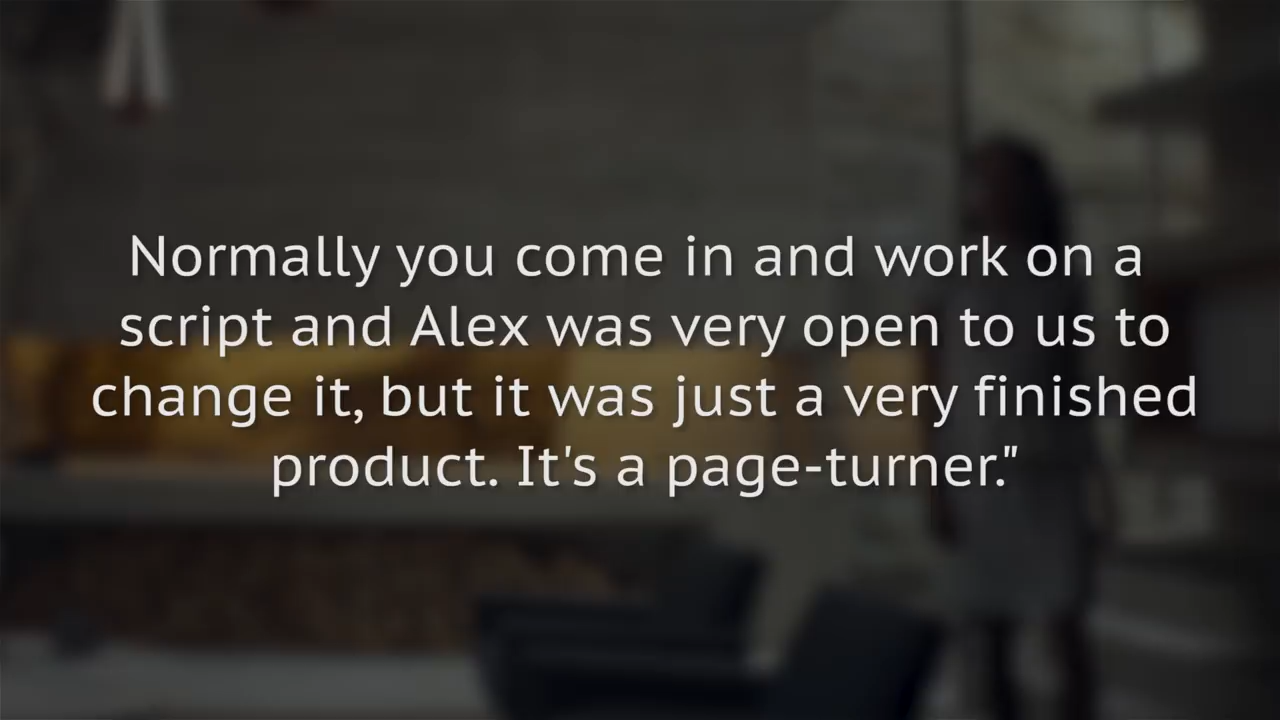 Normally you come in and work on a
script and Alex was very open to us to
change it, but it was just a very finished
product. It's a page-turner."